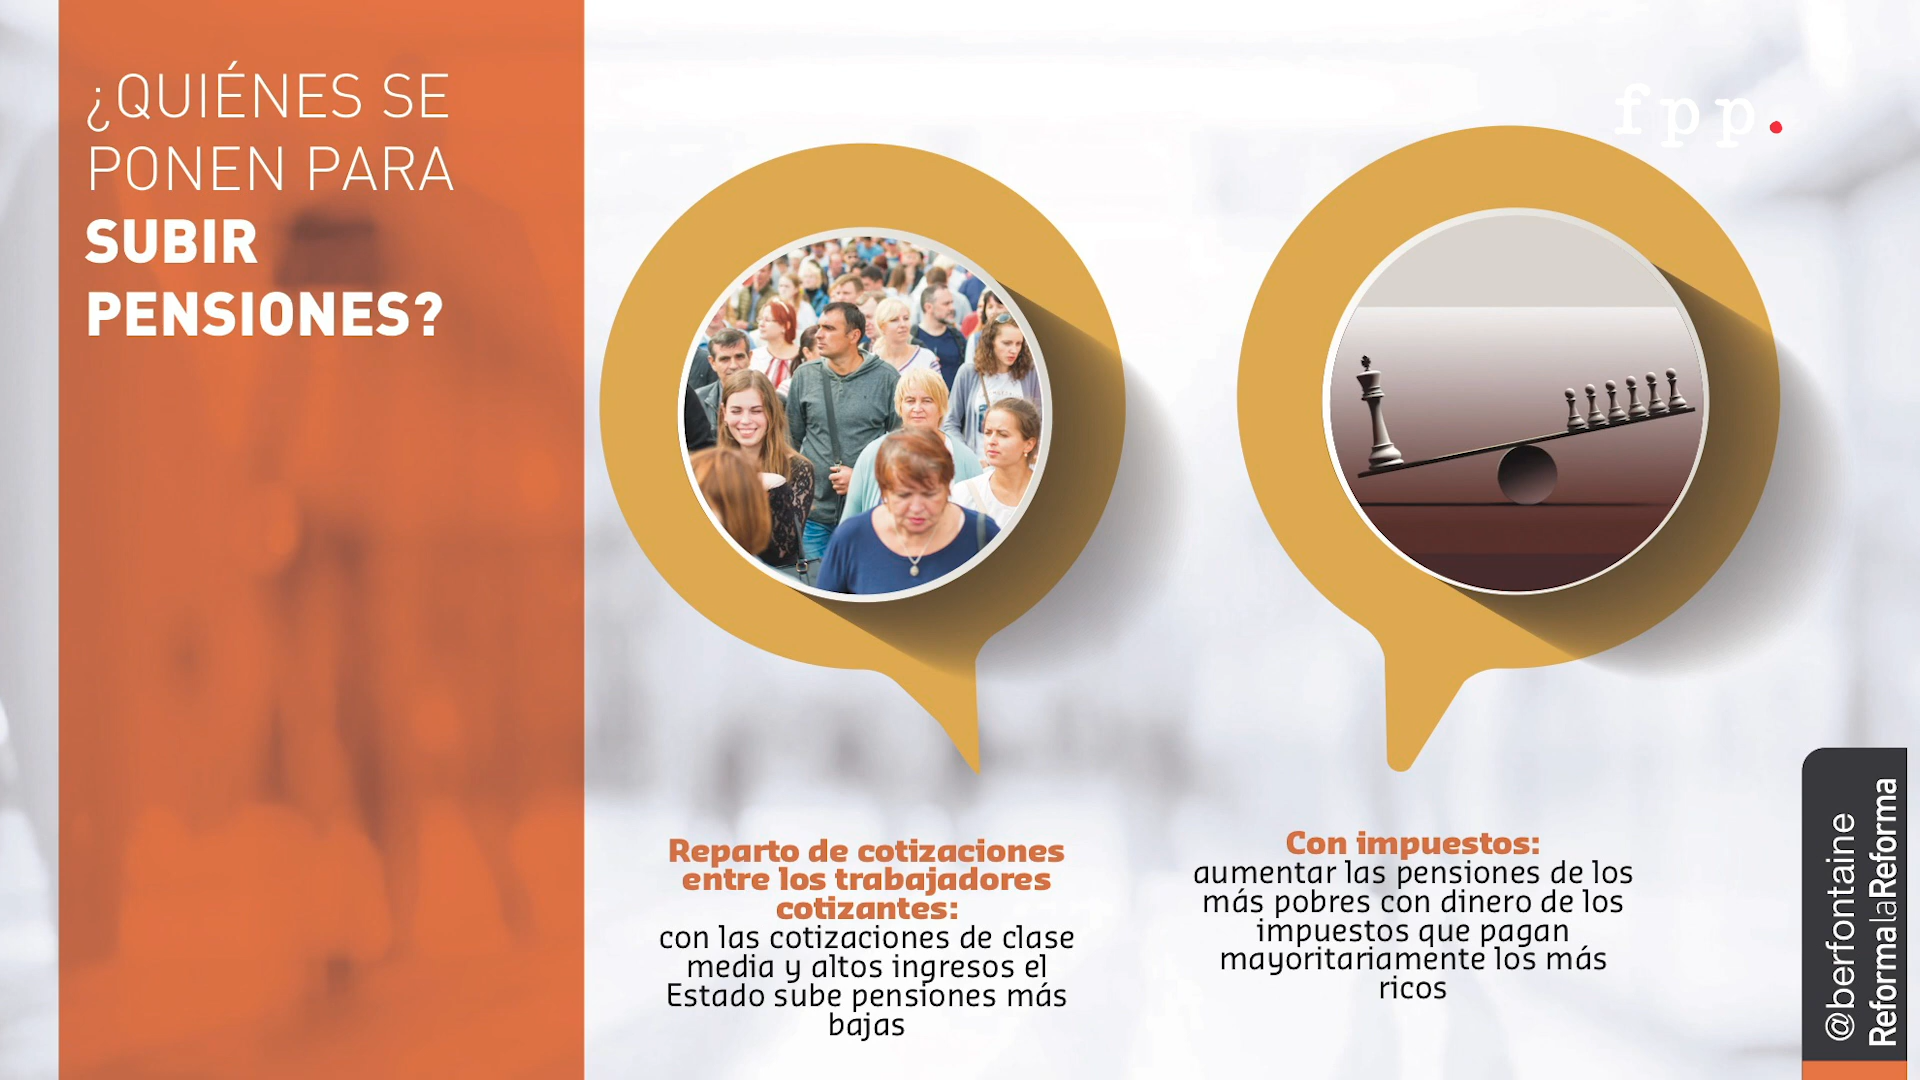 ¿QUIÉNES SE
PONEN PARA
SUBIR
PENSIONES?
fpp.
Reparto de cotizaciones
entre los trabajadores
cotizantes:
con las cotizaciones de clase
media y altos ingresos el
Estado sube pensiones más
bajas
Con impuestos:
aumentar las pensiones de los
más pobres con dinero de los
impuestos que pagan
mayoritariamente los más
ricos
@berfontaine
ReformalaReforma